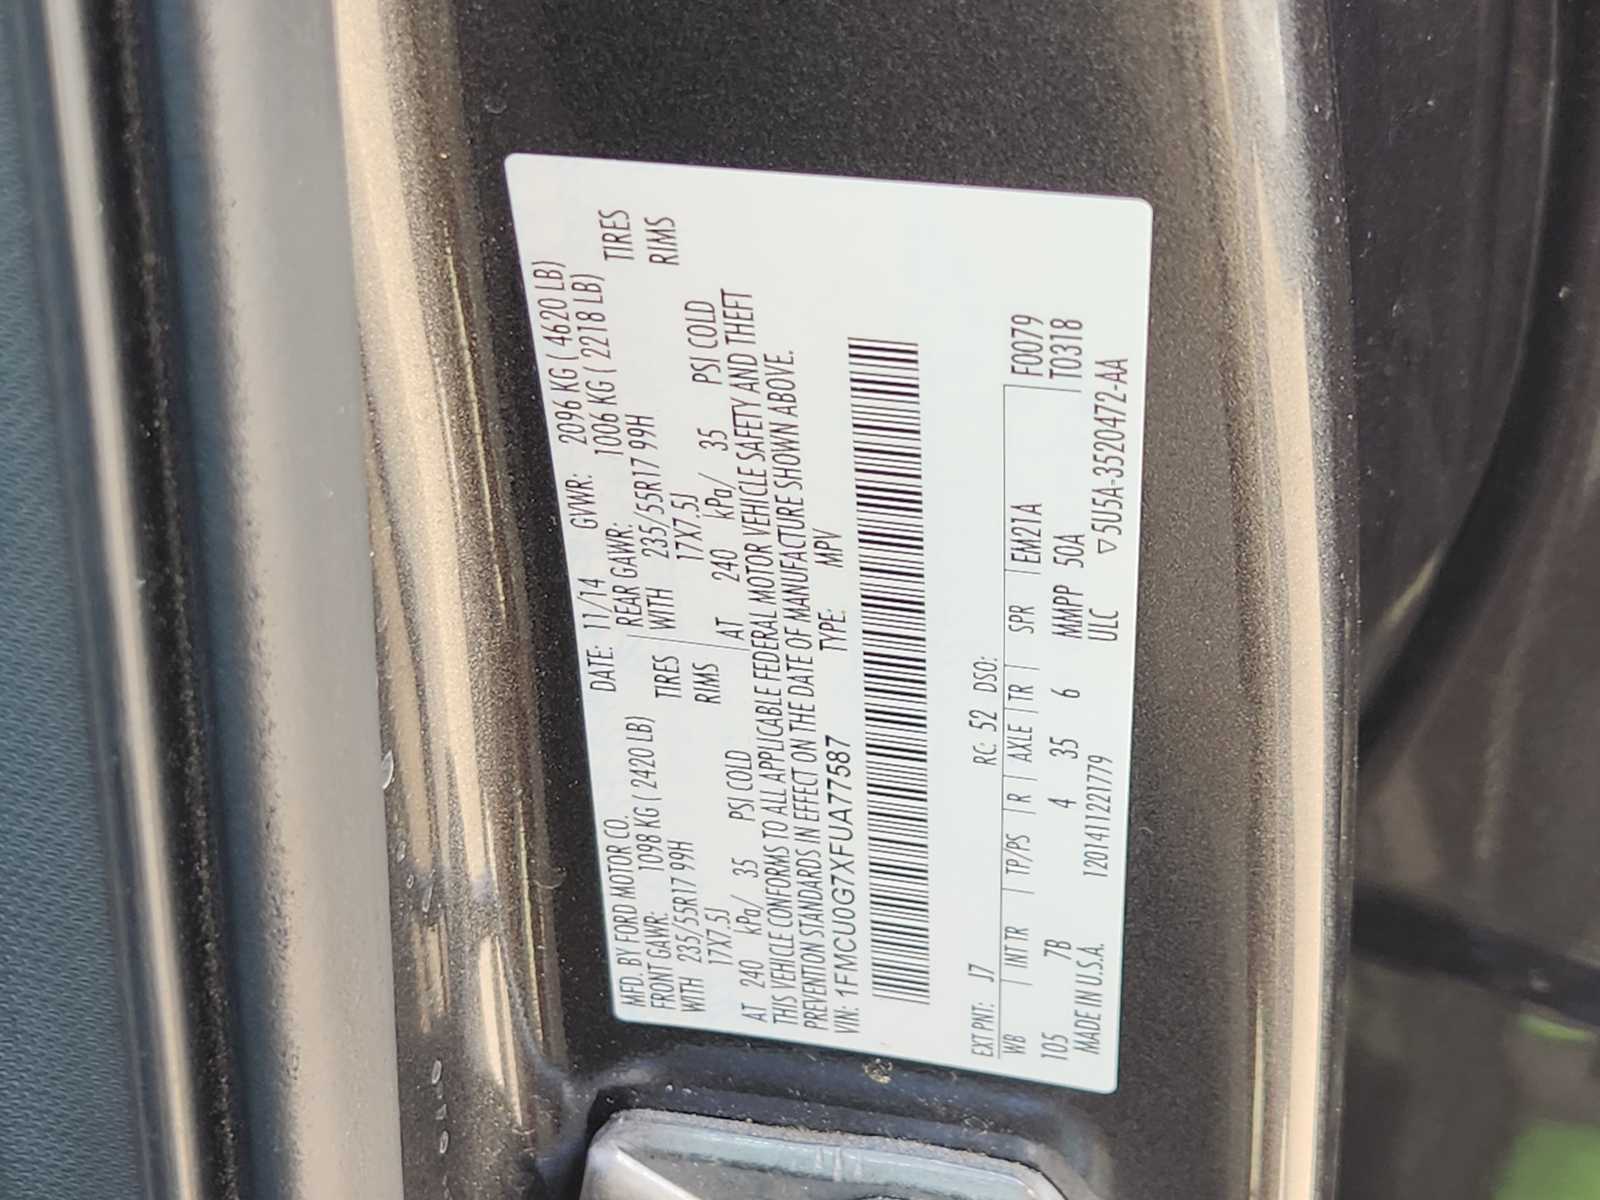 MFD. BY FORD MOTOR CO.
DATE: 11/14 GVWR: 2096 KG ( 4620 LB)
FRONT GAWR: 1098 KG ( 2420 LB)
REAR GAWR: 1006 KG ( 2218 LB)
WITH 235/55R17 99H TIRES
WITH 235/55R17 99H TIRES
17X7.5J RIMS
17X7.5J RIMS
AT 240 kPa/ 35 PSI COLD
AT 240 kPa/ 35 PSI COLD
THIS VEHICLE CONFORMS TO ALL APPLICABLE FEDERAL MOTOR VEHICLE SAFETY AND THEFT
PREVENTION STANDARDS IN EFFECT ON THE DATE OF MANUFACTURE SHOWN ABOVE.
VIN: 1FMCU0G7XFUA77587 TYPE: MPV
EXT PNT: J7 RC: 52 DSO:
WB INT TR TP/PS R AXLE TR SPR EM21A F0079
105 7B 4 35 6 MMPP 50A T0318
MADE IN U.S.A. 1201411221779 ULC
▽5U5A-3520472-AA